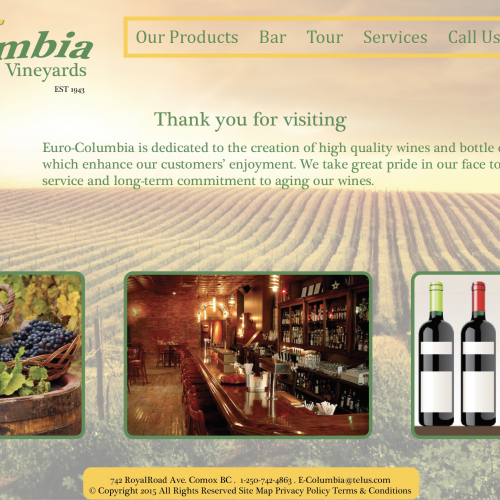 mbia
Vineyards
EST 1943
Our Products Bar Tour Services Call Us
Thank you for visiting
Euro-Columbia is dedicated to the creation of high quality wines and bottle
which enhance our customers' enjoyment. We take great pride in our face to
service and long-term commitment to aging our wines.
742 RoyalRoad Ave. Comox BC . 1-250-742-4863 . E-Columbia@telus.com
© Copyright 2015 All Rights Reserved Site Map Privacy Policy Terms & Conditions